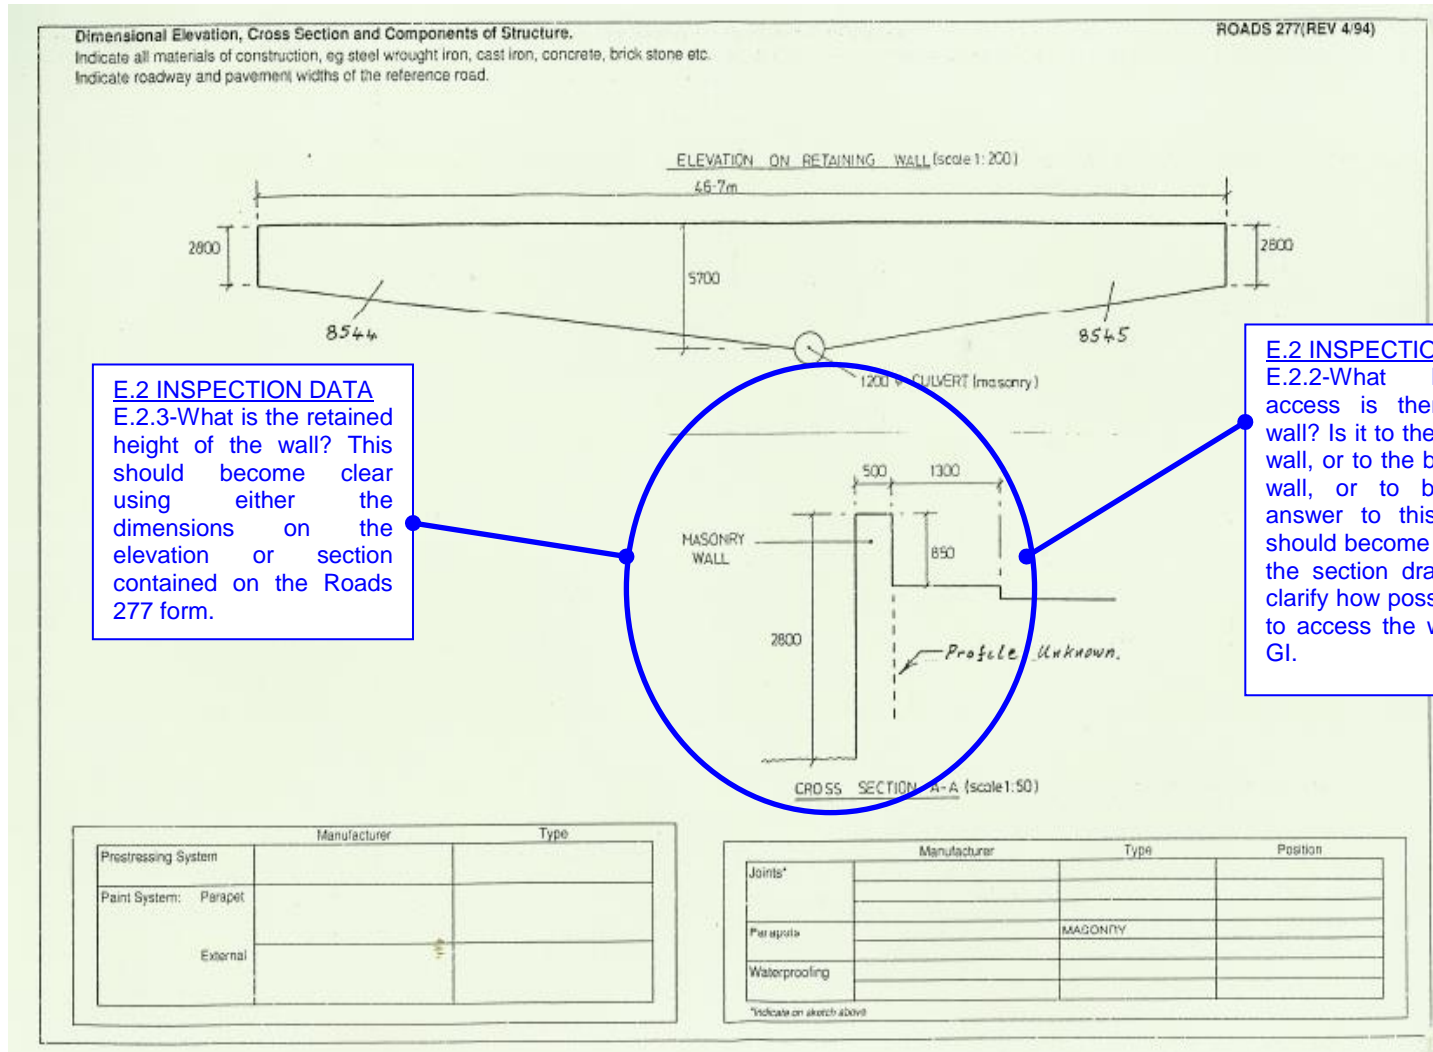 Dimensional Elevation, Cross Section and Components of Structure.
ROADS 277(REV 4/94)
Indicate all materials of construction, eg steel wrought iron, cast iron, concrete, brick stone etc.
Indicate roadway and pavement widths of the reference road.
ELEVATION ON RETAINING WALL (scale 1:200)
46·7m
2800
5700
2800
8544
8545
1200 CULVERT (masonry)
E.2 INSPECTION DATA
E.2.3-What is the retained
height of the wall? This
should become clear
using either the
dimensions on the
elevation or section
contained on the Roads
277 form.
E.2 INSPECTIO
E.2.2-What
access is ther
wall? Is it to the
wall, or to the b
wall, or to b
answer to this
should become
the section dra
clarify how poss
to access the w
GI.
500 1300
MASONRY
WALL
850
2800
Profile Unknown.
CROSS SECTION A-A (scale 1:50)
Manufacturer Type
Prestressing System
Paint System: Parapet
External
Manufacturer Type Position
Joints*
Parapets MASONRY
Waterproofing
*Indicate on sketch above